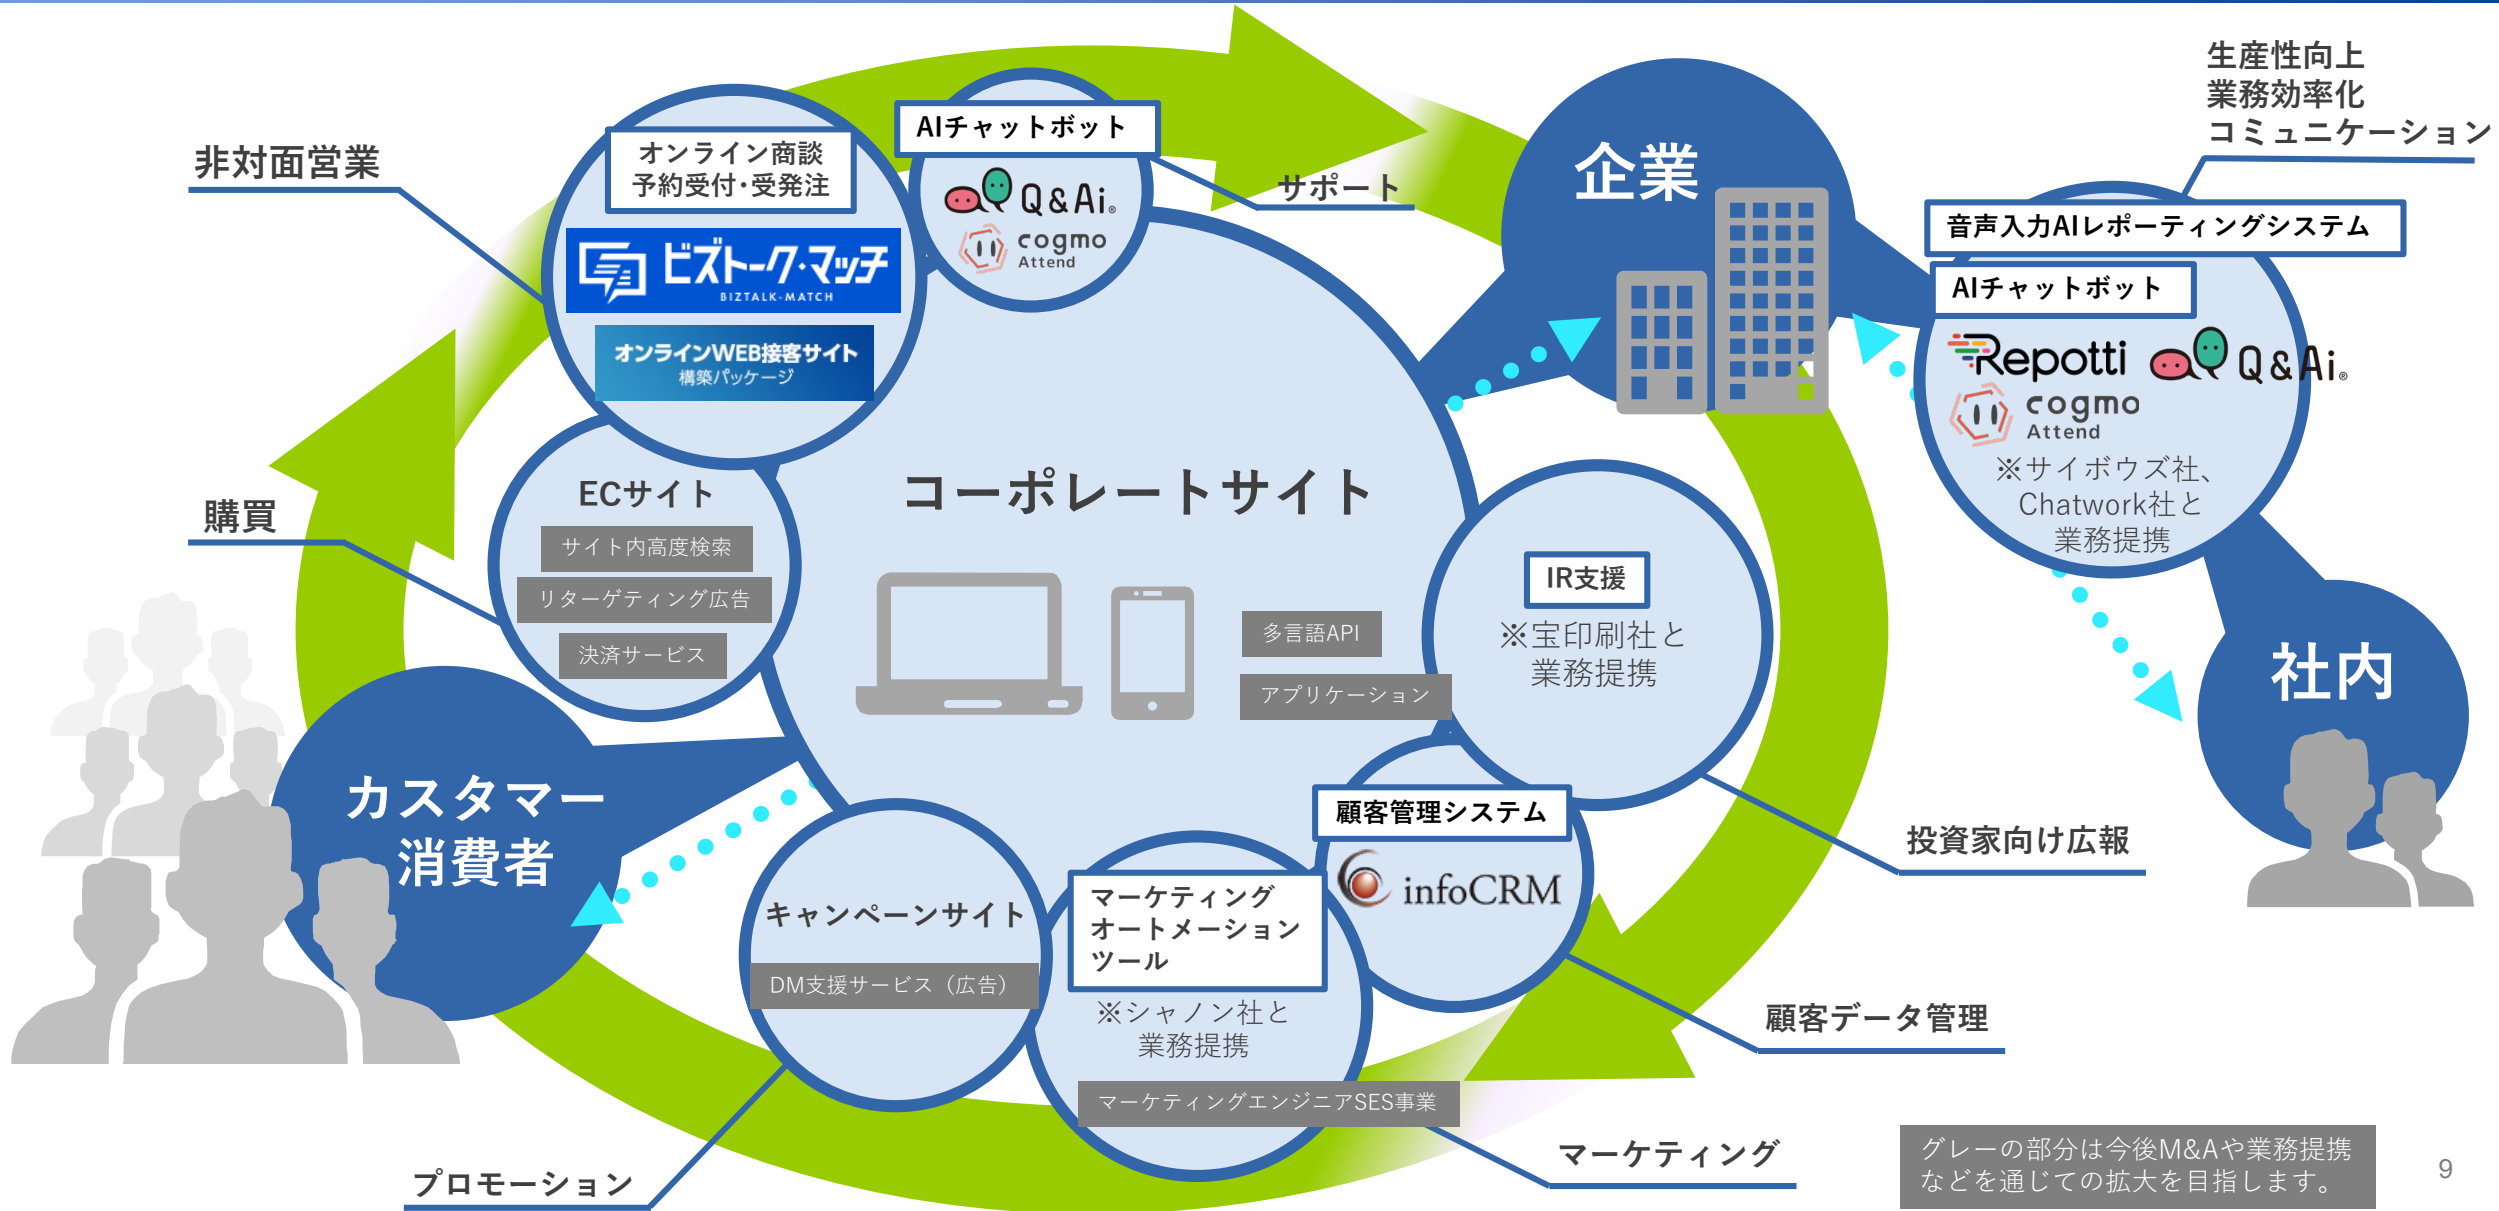 生産性向上
業務効率化
コミュニケーション
非対面営業
オンライン商談
予約受付・受発注
ビズトーク・マッチ
BIZTALK-MATCH
オンラインWEB接客サイト
構築パッケージ
AIチャットボット
Q&Ai®
cogmo
Attend
サポート
企業
音声入力AIレポーティングシステム
AIチャットボット
Repotti
Q&Ai®
cogmo
Attend
※サイボウズ社、
Chatwork社と
業務提携
購買
ECサイト
サイト内高度検索
リターゲティング広告
決済サービス
コーポレートサイト
多言語API
アプリケーション
IR支援
※宝印刷社と
業務提携
社内
カスタマー
消費者
顧客管理システム
infoCRM
投資家向け広報
キャンペーンサイト
DM支援サービス（広告）
マーケティング
オートメーション
ツール
※シャノン社と
業務提携
マーケティングエンジニアSES事業
顧客データ管理
マーケティング
プロモーション
グレーの部分は今後M&Aや業務提携
などを通じての拡大を目指します。
9